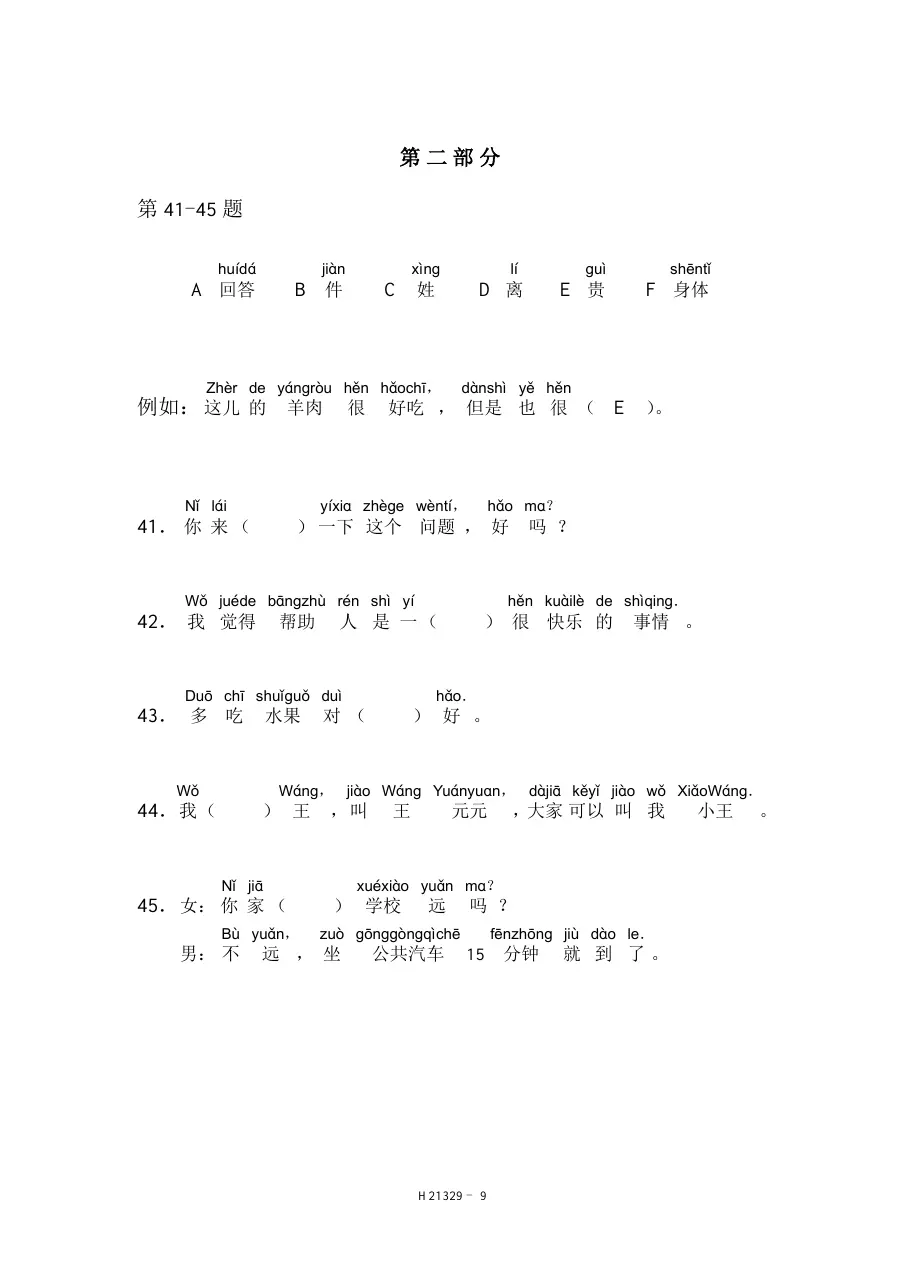 第二部分
第 41-45 题
huídá jiàn xìng lí guì shēntǐ
A 回答 B 件 C 姓 D 离 E 贵 F 身体
Zhèr de yángròu hěn hǎochī, dànshì yě hěn
例如：这儿 的 羊肉 很 好吃 ，但是 也 很 （ E ）。
Nǐ lái yíxia zhège wèntí, hǎo ma?
41． 你 来（ ）一下 这个 问题 ，好 吗 ？
Wǒ juéde bāngzhù rén shì yí hěn kuàilè de shìqing.
42． 我 觉得 帮助 人 是 一（ ） 很 快乐 的 事情 。
Duō chī shuǐguǒ duì hǎo.
43． 多 吃 水果 对 （ ） 好 。
Wǒ Wáng, jiào Wáng Yuányuan, dàjiā kěyǐ jiào wǒ XiǎoWáng.
44．我（ ） 王 ，叫 王 元元 ，大家 可以 叫 我 小王 。
Nǐ jiā xuéxiào yuǎn ma?
45．女：你 家（ ） 学校 远 吗 ？
Bù yuǎn, zuò gōnggòngqìchē fēnzhōng jiù dào le.
男：不 远 ，坐 公共汽车 15 分钟 就 到 了 。
H21329 - 9